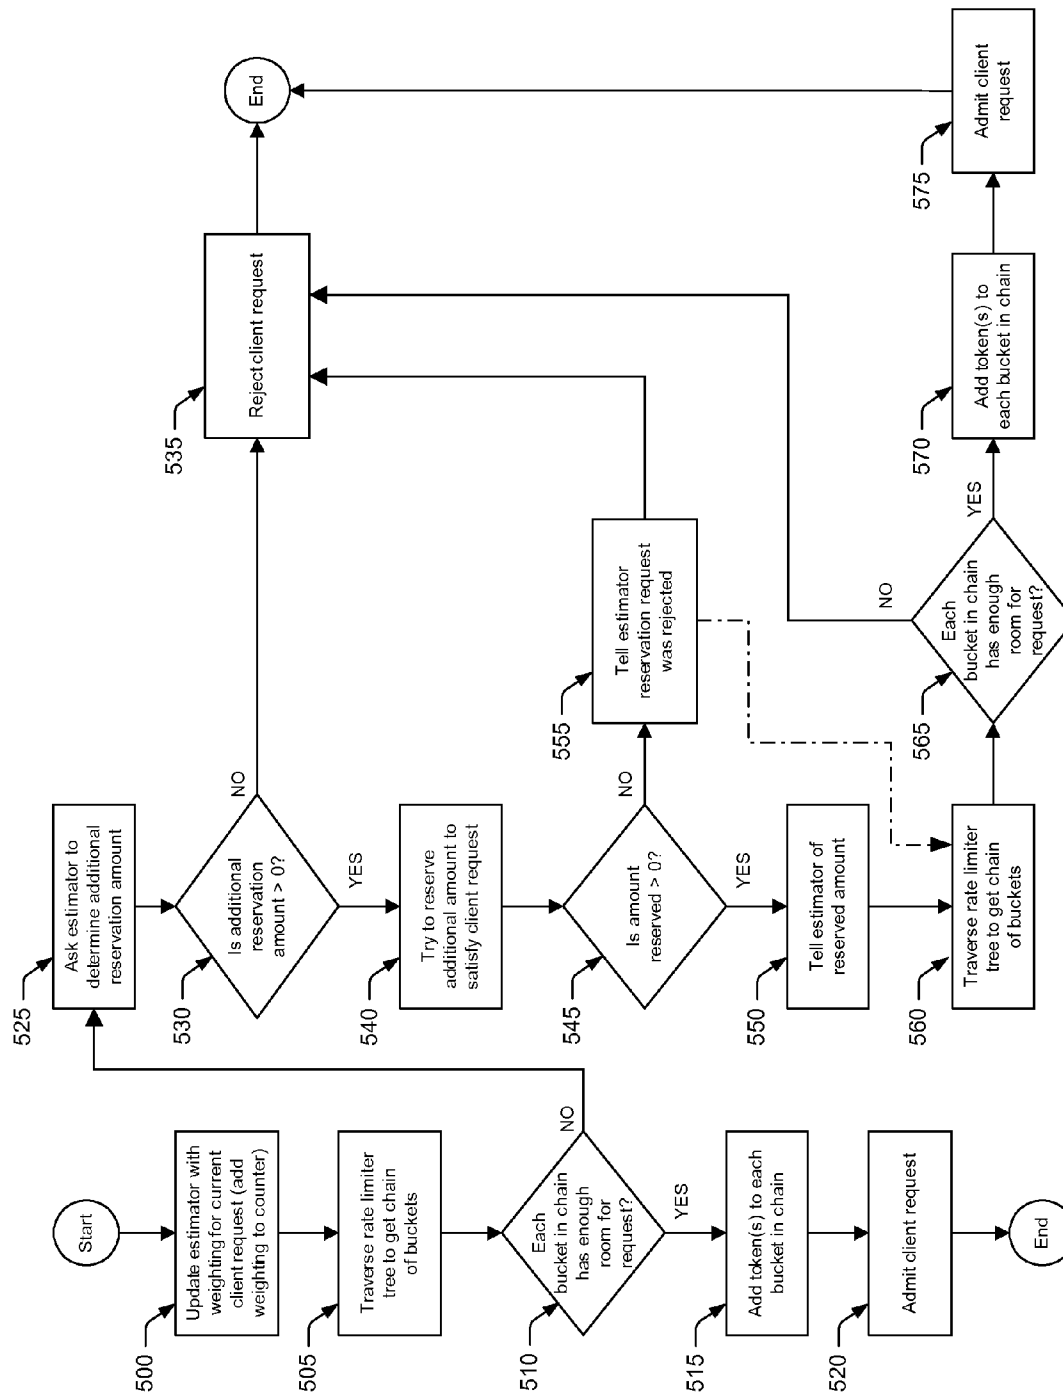 Start
500
Update estimator with
weighting for current
client request (add
weighting to counter)
505
Traverse rate limiter
tree to get chain
of buckets
510
Each
bucket in chain
has enough
room for
request?
NO
YES
515
Add token(s) to each
bucket in chain
520
Admit client request
End
525
Ask estimator to
determine additional
reservation amount
530
Is additional
reservation
amount > 0?
NO
YES
535
Reject client request
End
540
Try to reserve
additional amount to
satisfy client request
545
Is amount
reserved > 0?
NO
YES
555
Tell estimator
reservation request
was rejected
550
Tell estimator of
reserved amount
560
Traverse rate limiter
tree to get chain
of buckets
565
Each
bucket in chain
has enough
room for
request?
NO
YES
570
Add token(s) to
each bucket in chain
575
Admit client
request